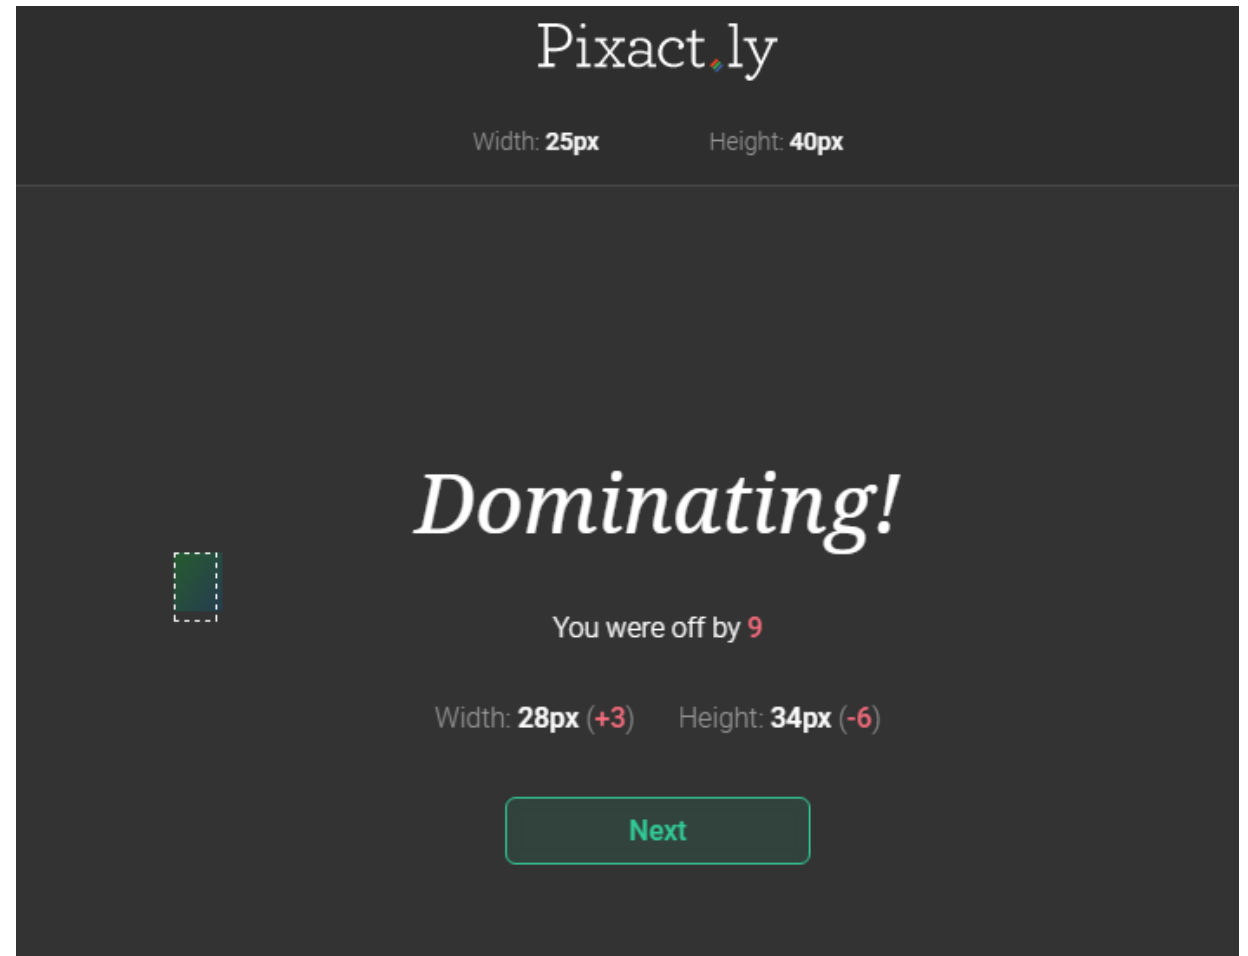 Pixact.ly
Width: 25px Height: 40px
Dominating!
You were off by 9
Width: 28px (+3) Height: 34px (-6)
Next